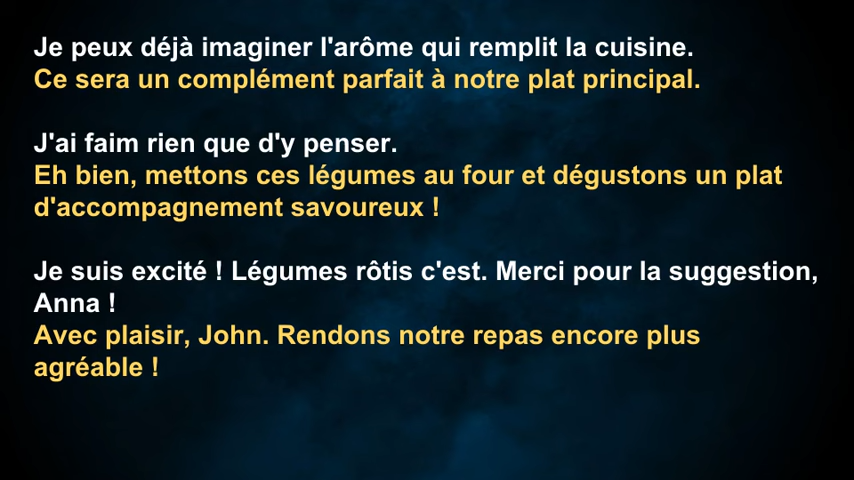 Je peux déjà imaginer l'arôme qui remplit la cuisine.
Ce sera un complément parfait à notre plat principal.
J'ai faim rien que d'y penser.
Eh bien, mettons ces légumes au four et dégustons un plat
d'accompagnement savoureux !
Je suis excité ! Légumes rôtis c'est. Merci pour la suggestion,
Anna !
Avec plaisir, John. Rendons notre repas encore plus
agréable !